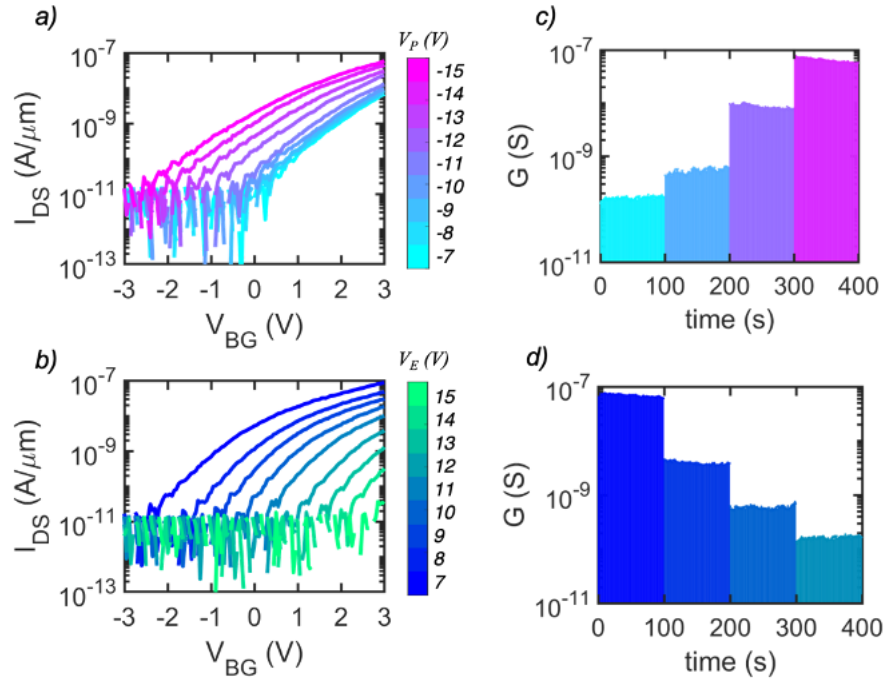 a)
V_P (V)
10^-7
10^-9
10^-11
10^-13
I_DS (A/μm)
-3 -2 -1 0 1 2 3
V_BG (V)
-15
-14
-13
-12
-11
-10
-9
-8
-7
c)
10^-7
10^-9
10^-11
G (S)
0 100 200 300 400
time (s)
b)
V_E (V)
10^-7
10^-9
10^-11
10^-13
I_DS (A/μm)
-3 -2 -1 0 1 2 3
V_BG (V)
15
14
13
12
11
10
9
8
7
d)
10^-7
10^-9
10^-11
G (S)
0 100 200 300 400
time (s)